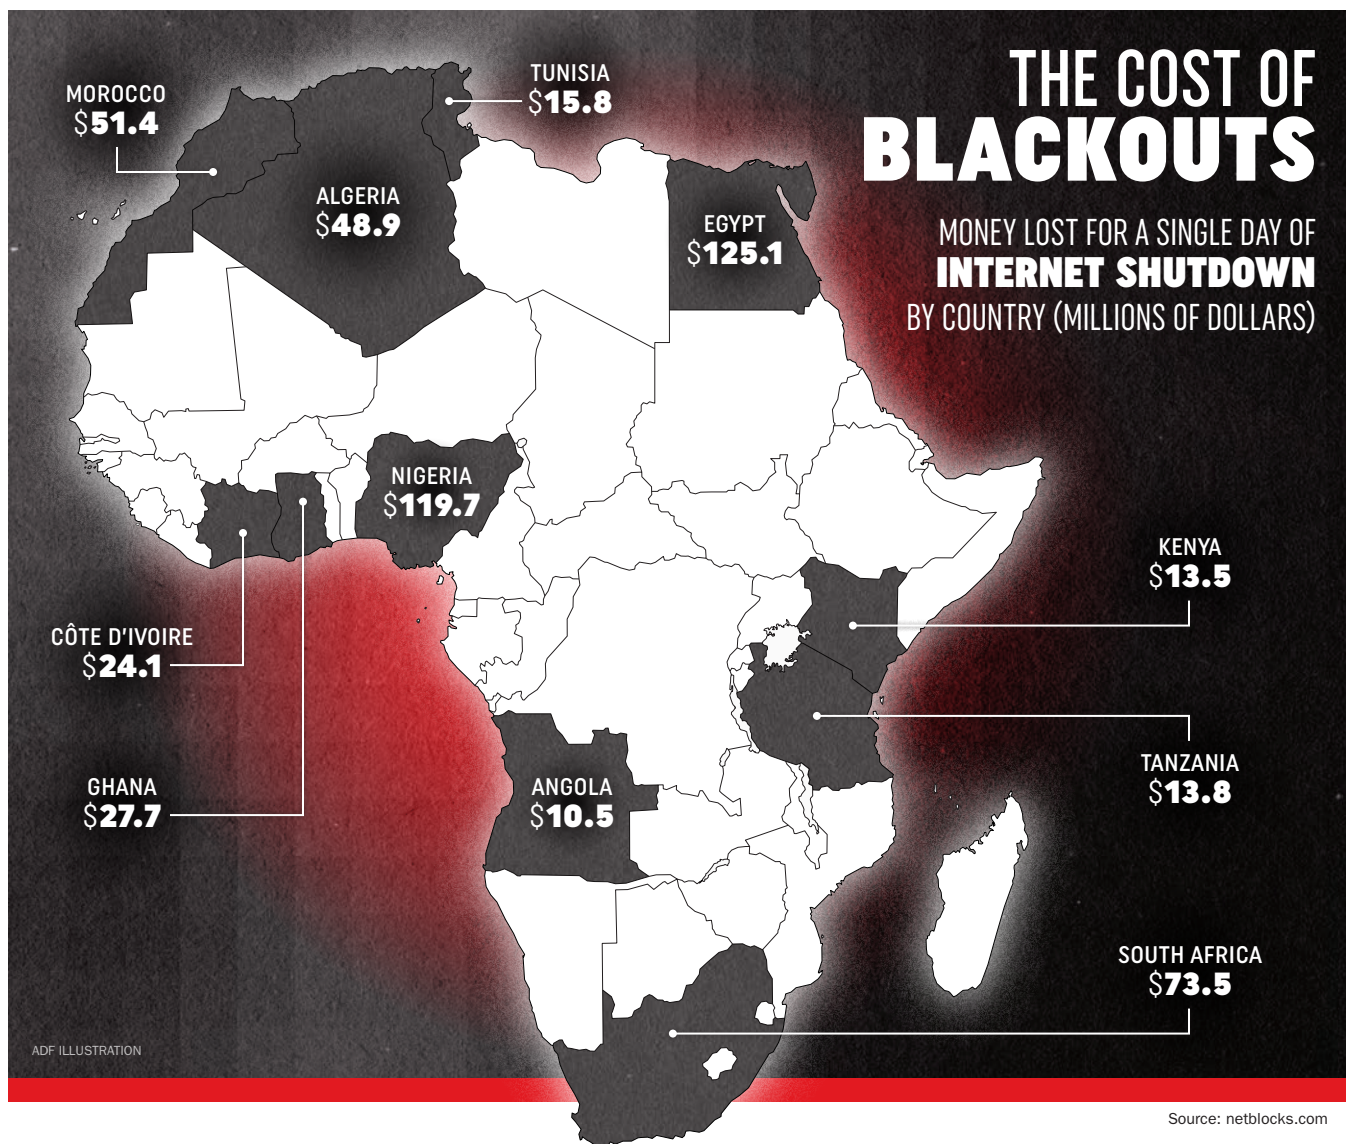 THE COST OF
BLACKOUTS
MONEY LOST FOR A SINGLE DAY OF
INTERNET SHUTDOWN
BY COUNTRY (MILLIONS OF DOLLARS)
MOROCCO
$51.4
TUNISIA
$15.8
ALGERIA
$48.9
EGYPT
$125.1
NIGERIA
$119.7
KENYA
$13.5
CÔTE D'IVOIRE
$24.1
TANZANIA
$13.8
GHANA
$27.7
ANGOLA
$10.5
SOUTH AFRICA
$73.5
ADF ILLUSTRATION
Source: netblocks.com